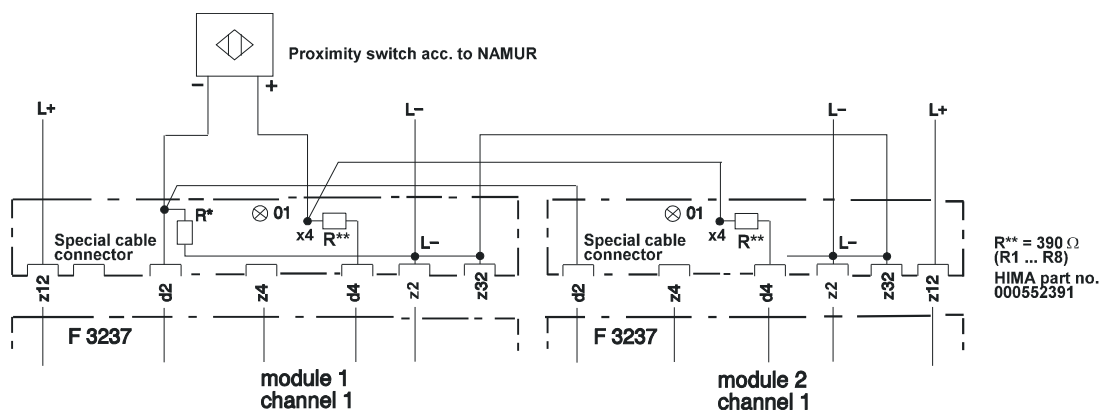 Proximity switch acc. to NAMUR
− +
L+ L− L− L+
R* 01 x4 R** L−
Special cable
connector
z12 d2 z4 d4 z2 z32
F 3237
module 1
channel 1
01 x4 R** L−
Special cable
connector
d2 z4 d4 z2 z32 z12
F 3237
module 2
channel 1
R** = 390 Ω
(R1 ... R8)
HIMA part no.
000552391